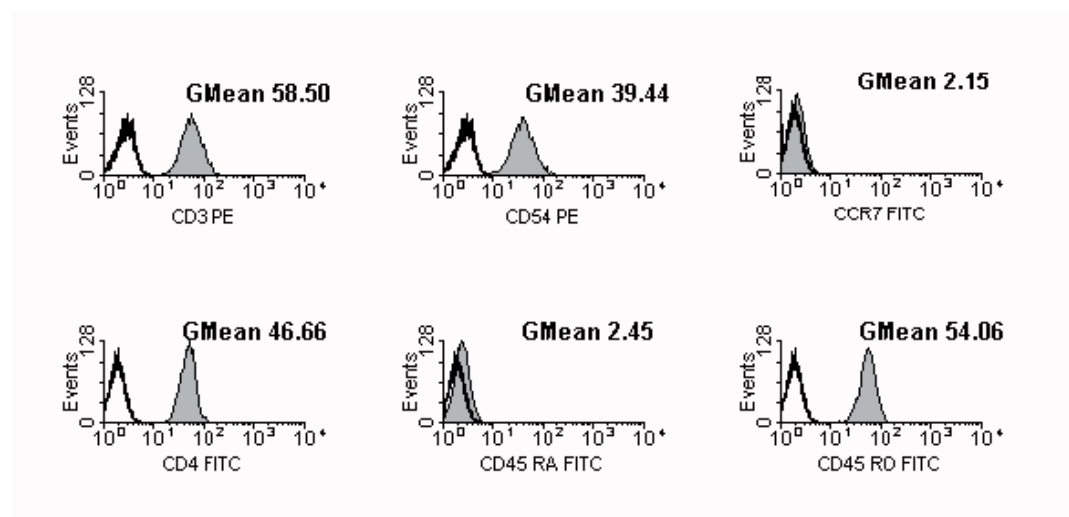 GMean 58.50
128
Events
0
10⁰ 10¹ 10² 10³ 10⁴
CD3 PE
GMean 39.44
128
Events
0
10⁰ 10¹ 10² 10³ 10⁴
CD54 PE
GMean 2.15
128
Events
0
10⁰ 10¹ 10² 10³ 10⁴
CCR7 FITC
GMean 46.66
128
Events
0
10⁰ 10¹ 10² 10³ 10⁴
CD4 FITC
GMean 2.45
128
Events
0
10⁰ 10¹ 10² 10³ 10⁴
CD45 RA FITC
GMean 54.06
128
Events
0
10⁰ 10¹ 10² 10³ 10⁴
CD45 RO FITC